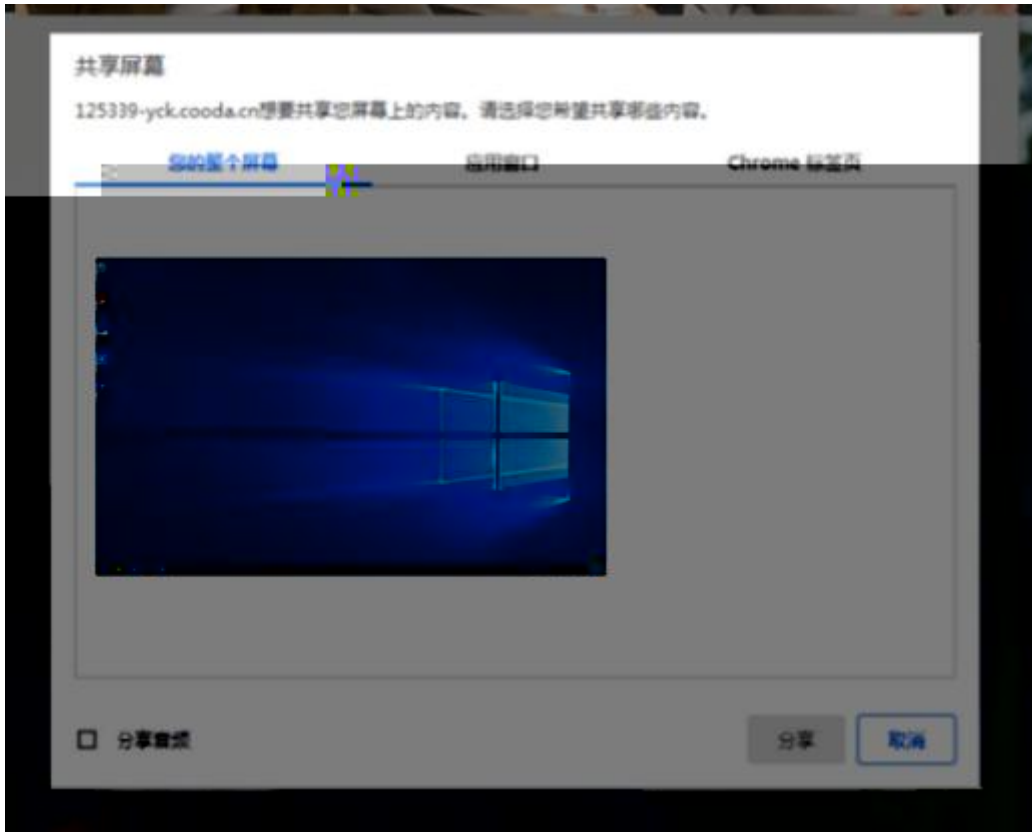 共享屏幕
125339-yck.cooda.cn想要共享您屏幕上的内容。请选择您希望共享哪些内容。
您的整个屏幕
应用窗口
Chrome 标签页
分享音频
分享
取消